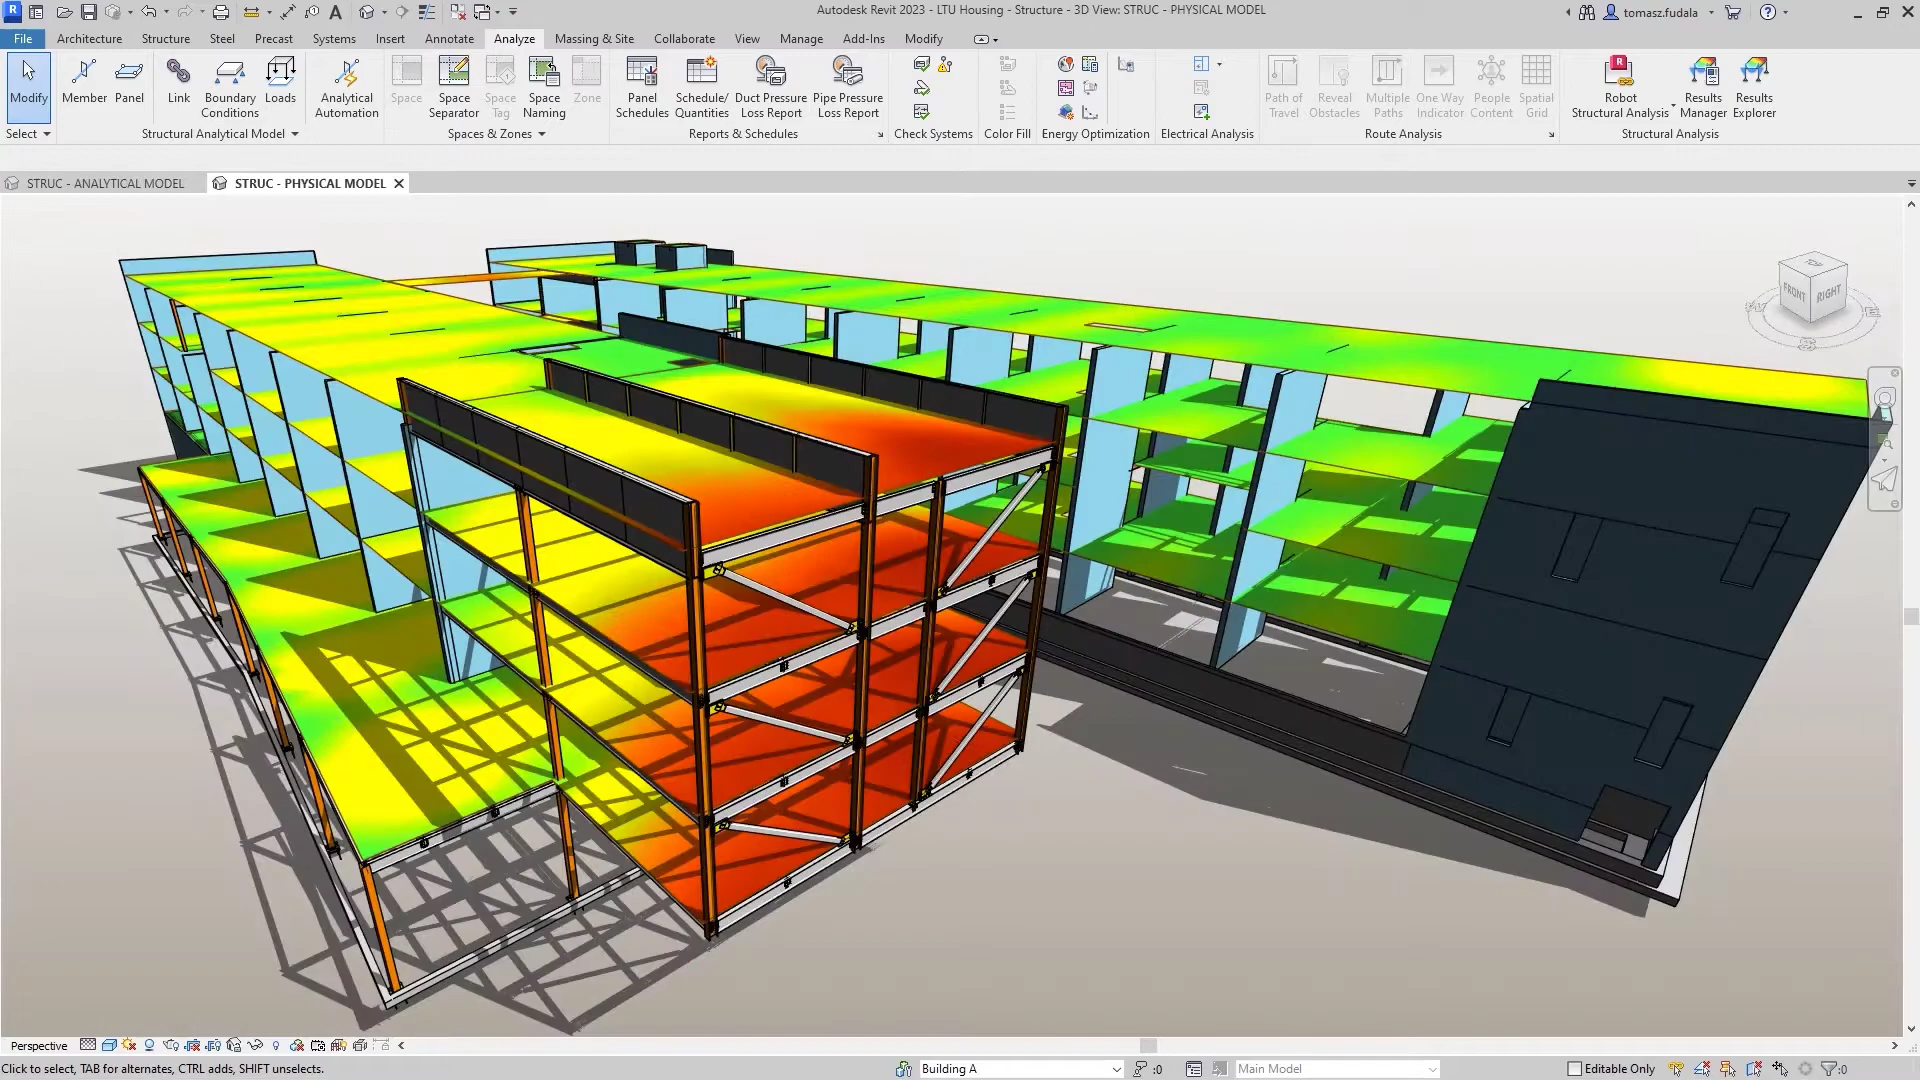 Autodesk Revit 2023 - LTU Housing - Structure - 3D View: STRUC - PHYSICAL MODEL
tomasz.fudala
File Architecture Structure Steel Precast Systems Insert Annotate Analyze Massing & Site Collaborate View Manage Add-Ins Modify
Modify
Member
Panel
Link
Boundary Conditions
Loads
Analytical Automation
Space
Space Separator
Space Tag
Space Naming
Zone
Panel Schedules
Schedule/ Quantities
Duct Pressure Loss Report
Pipe Pressure Loss Report
Path of Travel
Reveal Obstacles
Multiple Paths
One Way Indicator
People Content
Spatial Grid
Robot Structural Analysis
Results Manager
Results Explorer
Select
Structural Analytical Model
Spaces & Zones
Reports & Schedules
Check Systems
Color Fill
Energy Optimization
Electrical Analysis
Route Analysis
Structural Analysis
STRUC - ANALYTICAL MODEL
STRUC - PHYSICAL MODEL
TOP
FRONT
RIGHT
Perspective
Click to select, TAB for alternates, CTRL adds, SHIFT unselects.
Building A
:0
Main Model
Editable Only
:0